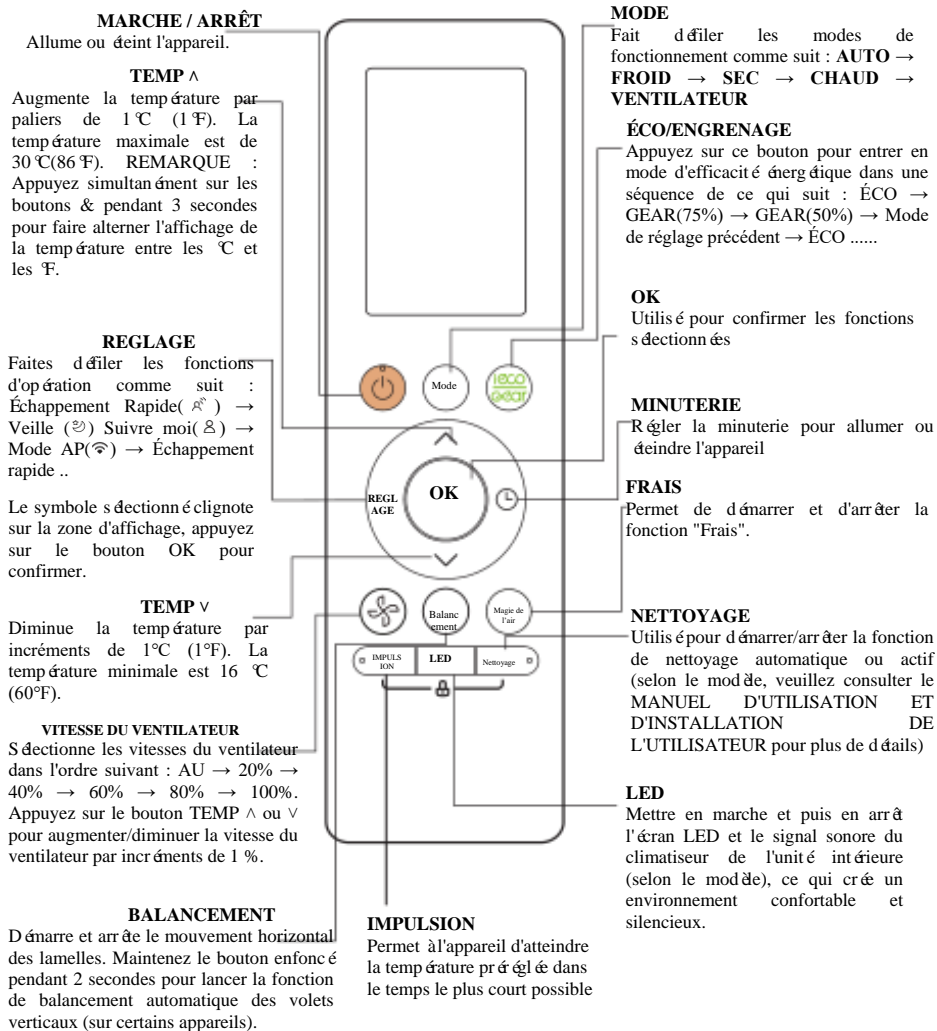 MARCHE / ARRÊT
Allume ou éteint l'appareil.
TEMP ∧
Augmente la température par
paliers de 1 ℃ (1 ℉). La
température maximale est de
30 ℃(86 ℉). REMARQUE :
Appuyez simultanément sur les
boutons & pendant 3 secondes
pour faire alterner l'affichage de
la température entre les ℃ et
les ℉.
REGLAGE
Faites défiler les fonctions
d'opération comme suit :
Échappement Rapide( ) →
Veille ( ) Suivre moi( ) →
Mode AP( ) → Échappement
rapide ..
Le symbole sélectionné clignote
sur la zone d'affichage, appuyez
sur le bouton OK pour
confirmer.
TEMP ∨
Diminue la température par
incréments de 1°C (1°F). La
température minimale est 16 ℃
(60°F).
VITESSE DU VENTILATEUR
Sélectionne les vitesses du ventilateur
dans l'ordre suivant : AU → 20% →
40% → 60% → 80% → 100%.
Appuyez sur le bouton TEMP ∧ ou ∨
pour augmenter/diminuer la vitesse du
ventilateur par incréments de 1 %.
BALANCEMENT
Démarre et arrête le mouvement horizontal
des lamelles. Maintenez le bouton enfoncé
pendant 2 secondes pour lancer la fonction
de balancement automatique des volets
verticaux (sur certains appareils).
Mode
eco
gear
REGL
AGE
OK
Balanc
ement
Magie de
l'air
IMPULS
ION
LED
Nettoyage
IMPULSION
Permet à l'appareil d'atteindre
la température préréglée dans
le temps le plus court possible
MODE
Fait défiler les modes de
fonctionnement comme suit : AUTO →
FROID → SEC → CHAUD →
VENTILATEUR
ÉCO/ENGRENAGE
Appuyez sur ce bouton pour entrer en
mode d'efficacité énergétique dans une
séquence de ce qui suit : ÉCO →
GEAR(75%) → GEAR(50%) → Mode
de réglage précédent → ÉCO ......
OK
Utilisé pour confirmer les fonctions
sélectionnées
MINUTERIE
Régler la minuterie pour allumer ou
éteindre l'appareil
FRAIS
Permet de démarrer et d'arrêter la
fonction "Frais".
NETTOYAGE
Utilisé pour démarrer/arrêter la fonction
de nettoyage automatique ou actif
(selon le modèle, veuillez consulter le
MANUEL D'UTILISATION ET
D'INSTALLATION DE
L'UTILISATEUR pour plus de détails)
LED
Mettre en marche et puis en arrêt
l'écran LED et le signal sonore du
climatiseur de l'unité intérieure
(selon le modèle), ce qui crée un
environnement confortable et
silencieux.